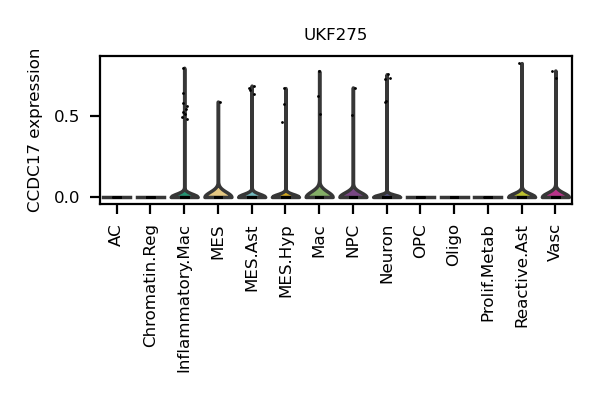 UKF275
CCDC17 expression
0.5
0.0
AC
Chromatin.Reg
Inflammatory.Mac
MES
MES.Ast
MES.Hyp
Mac
NPC
Neuron
OPC
Oligo
Prolif.Metab
Reactive.Ast
Vasc